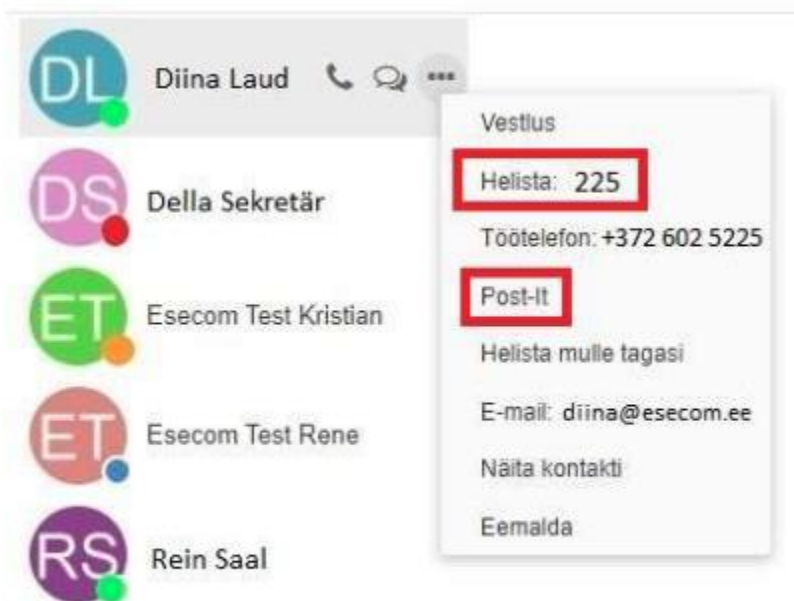 DL Diina Laud
Vestlus
Helista: 225
DS Della Sekretär
Töötelefon: +372 602 5225
Post-It
ET Esecom Test Kristian
Helista mulle tagasi
E-mail: diina@esecom.ee
ET Esecom Test Rene
Näita kontakti
Eemalda
RS Rein Saal